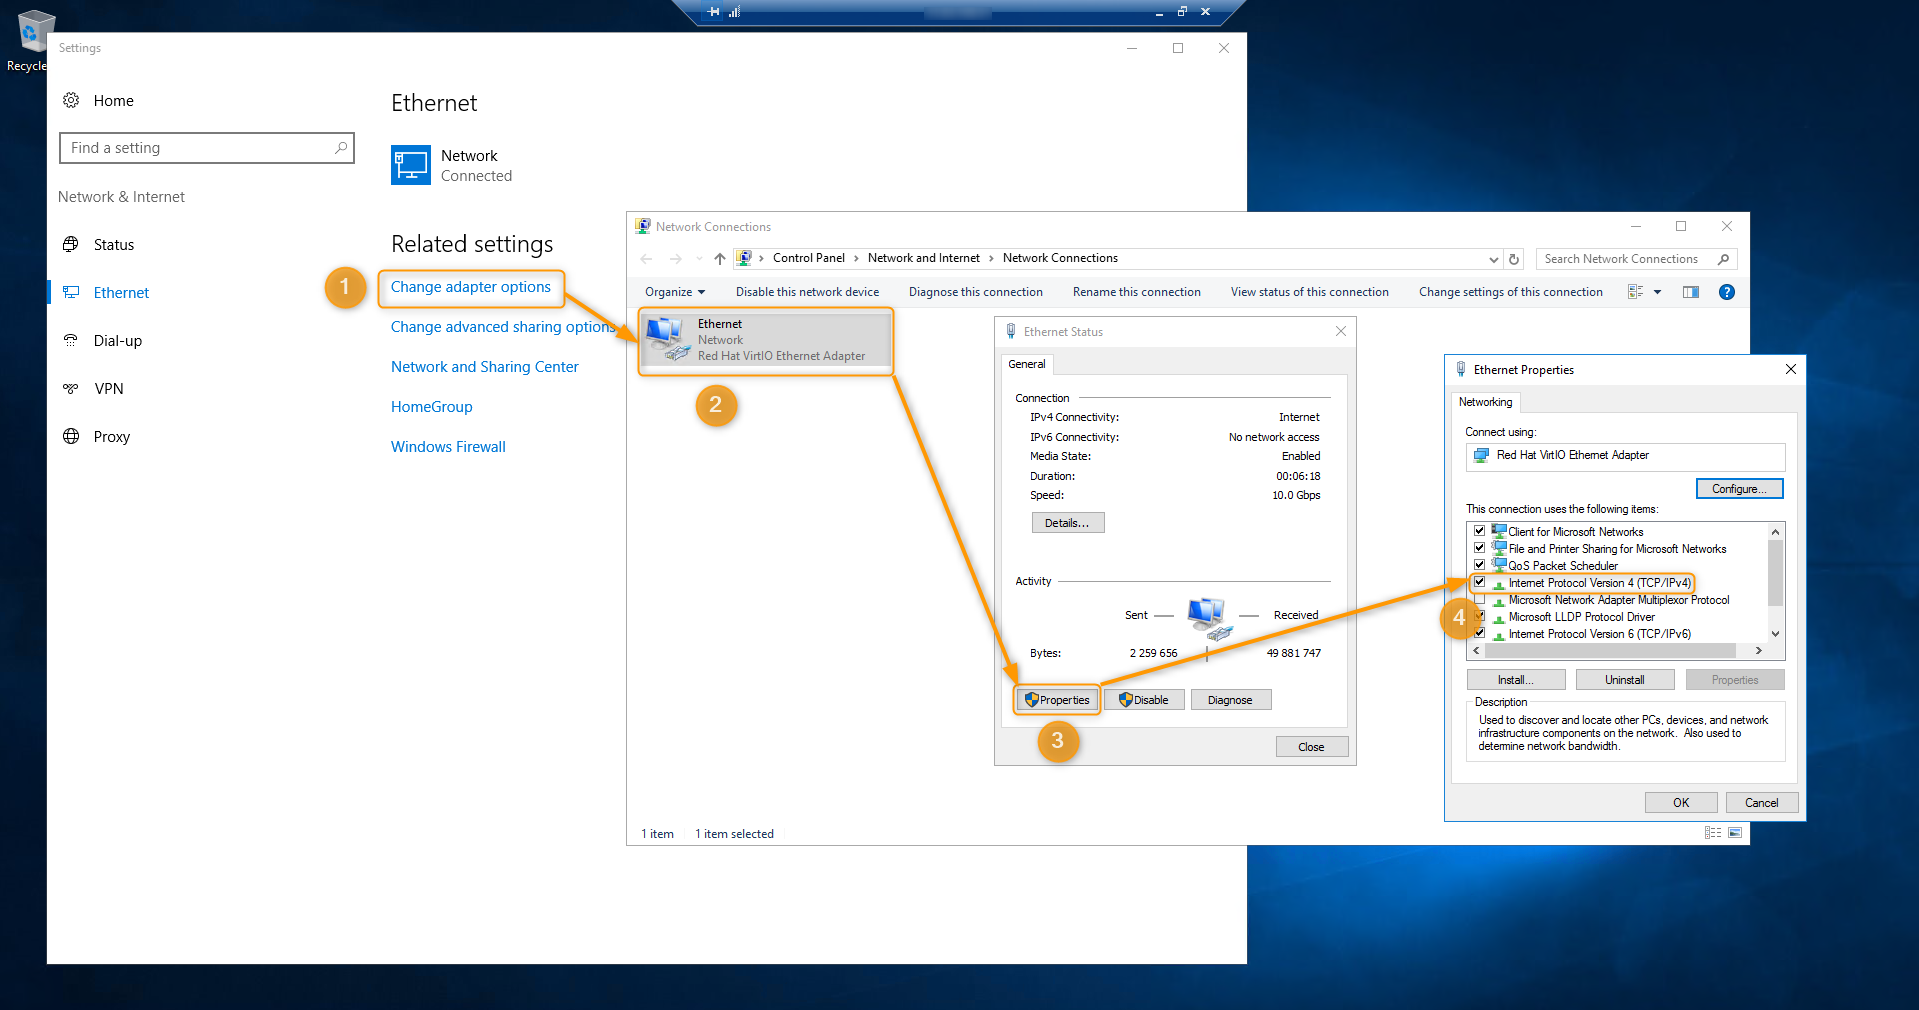 Recycle
Settings
Home
Find a setting
Network & Internet
Status
Ethernet
Dial-up
VPN
Proxy
Ethernet
Network
Connected
Related settings
1
Change adapter options
Change advanced sharing options
Network and Sharing Center
HomeGroup
Windows Firewall
Network Connections
Control Panel > Network and Internet > Network Connections
Search Network Connections
Organize
Disable this network device
Diagnose this connection
Rename this connection
View status of this connection
Change settings of this connection
Ethernet
Network
Red Hat VirtIO Ethernet Adapter
2
1 item
1 item selected
Ethernet Status
General
Connection
IPv4 Connectivity: Internet
IPv6 Connectivity: No network access
Media State: Enabled
Duration: 00:06:18
Speed: 10.0 Gbps
Details...
Activity
Sent — — Received
Bytes: 2 259 656 | 49 881 747
Properties
Disable
Diagnose
3
Close
Ethernet Properties
Networking
Connect using:
Red Hat VirtIO Ethernet Adapter
Configure...
This connection uses the following items:
Client for Microsoft Networks
File and Printer Sharing for Microsoft Networks
QoS Packet Scheduler
Internet Protocol Version 4 (TCP/IPv4)
Microsoft Network Adapter Multiplexor Protocol
Microsoft LLDP Protocol Driver
Internet Protocol Version 6 (TCP/IPv6)
4
Install...
Uninstall
Properties
Description
Used to discover and locate other PCs, devices, and network
infrastructure components on the network. Also used to
determine network bandwidth.
OK
Cancel